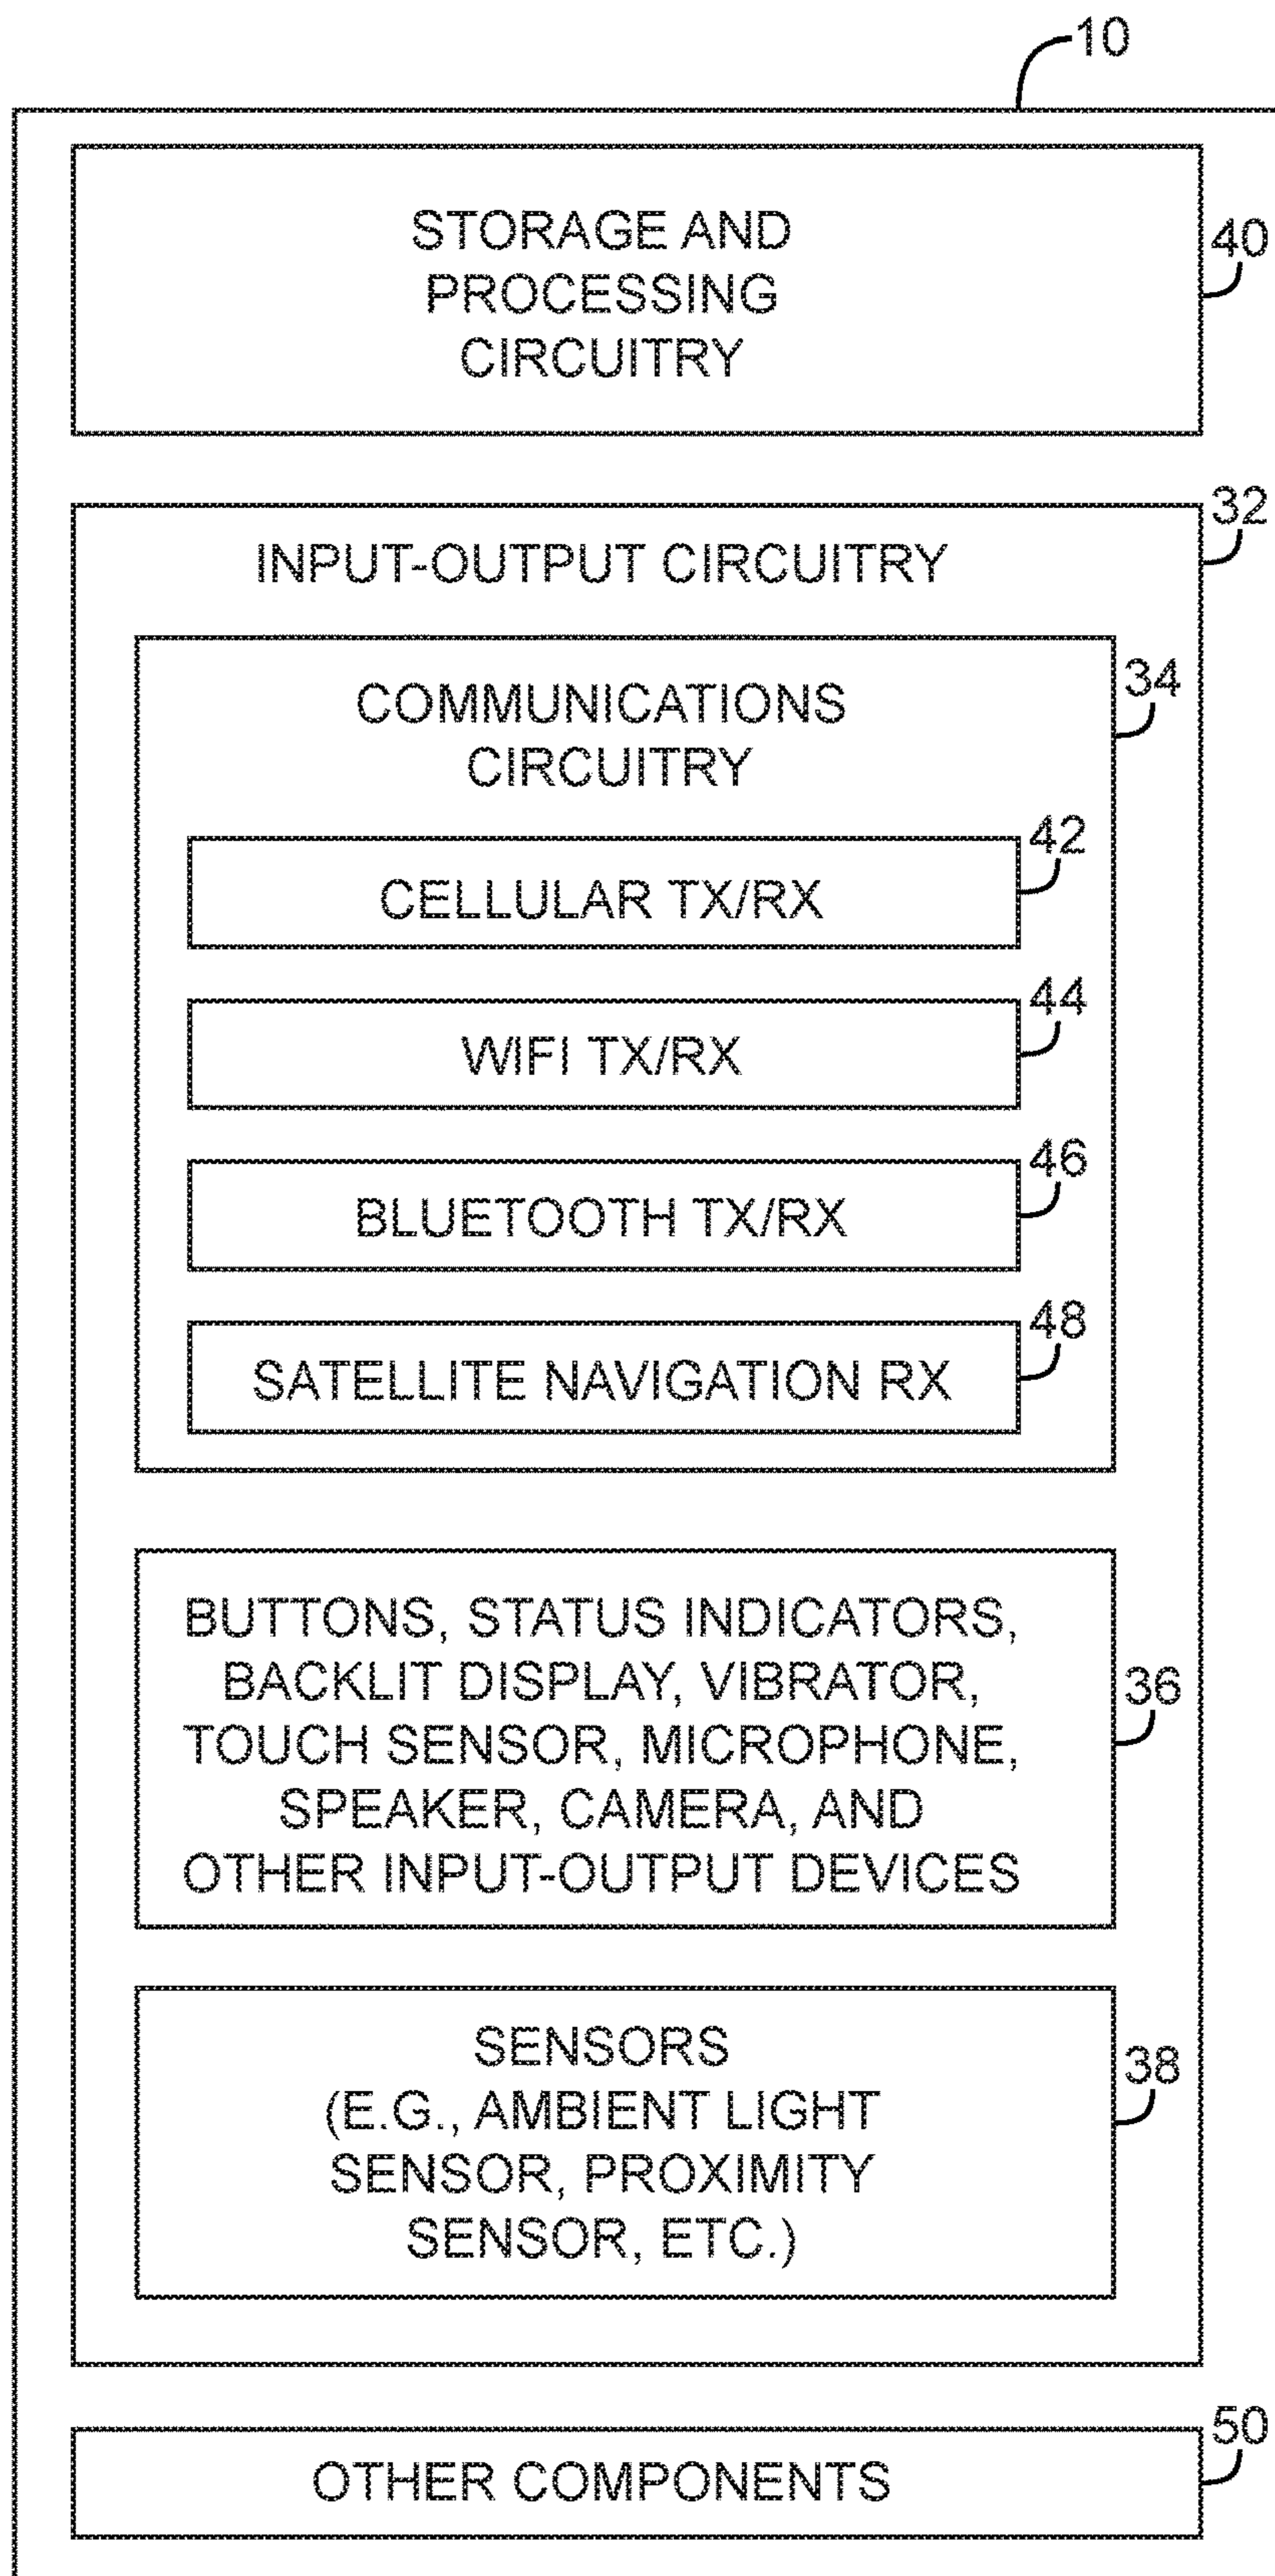 10
STORAGE AND
PROCESSING
CIRCUITRY
40
32
INPUT-OUTPUT CIRCUITRY
34
COMMUNICATIONS
CIRCUITRY
42
CELLULAR TX/RX
44
WIFI TX/RX
46
BLUETOOTH TX/RX
48
SATELLITE NAVIGATION RX
BUTTONS, STATUS INDICATORS,
BACKLIT DISPLAY, VIBRATOR,
36
TOUCH SENSOR, MICROPHONE,
SPEAKER, CAMERA, AND
OTHER INPUT-OUTPUT DEVICES
SENSORS
38
(E.G., AMBIENT LIGHT
SENSOR, PROXIMITY
SENSOR, ETC.)
50
OTHER COMPONENTS